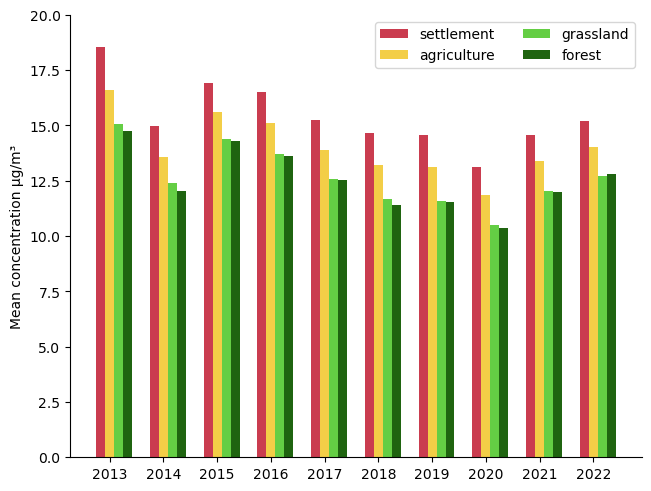 20.0
17.5
15.0
12.5
10.0
7.5
5.0
2.5
0.0
Mean concentration µg/m³
settlement
agriculture
grassland
forest
2013 2014 2015 2016 2017 2018 2019 2020 2021 2022